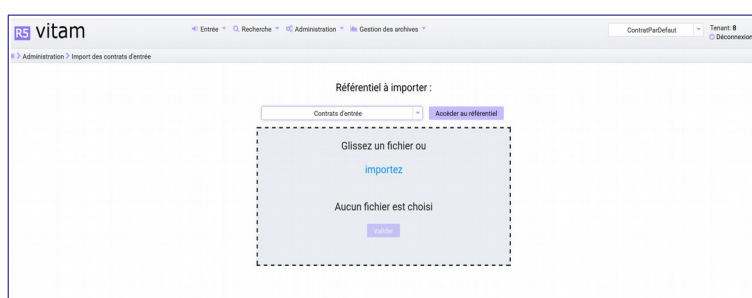 R5 vitam
Entrée Recherche Administration Gestion des archives
ContratParDefaut
Tenant: 8
Déconnexion
> Administration > Import des contrats d'entrée
Référentiel à importer :
Contrats d'entrée Accéder au référentiel
Glissez un fichier ou
importez
Aucun fichier est choisi
Valider